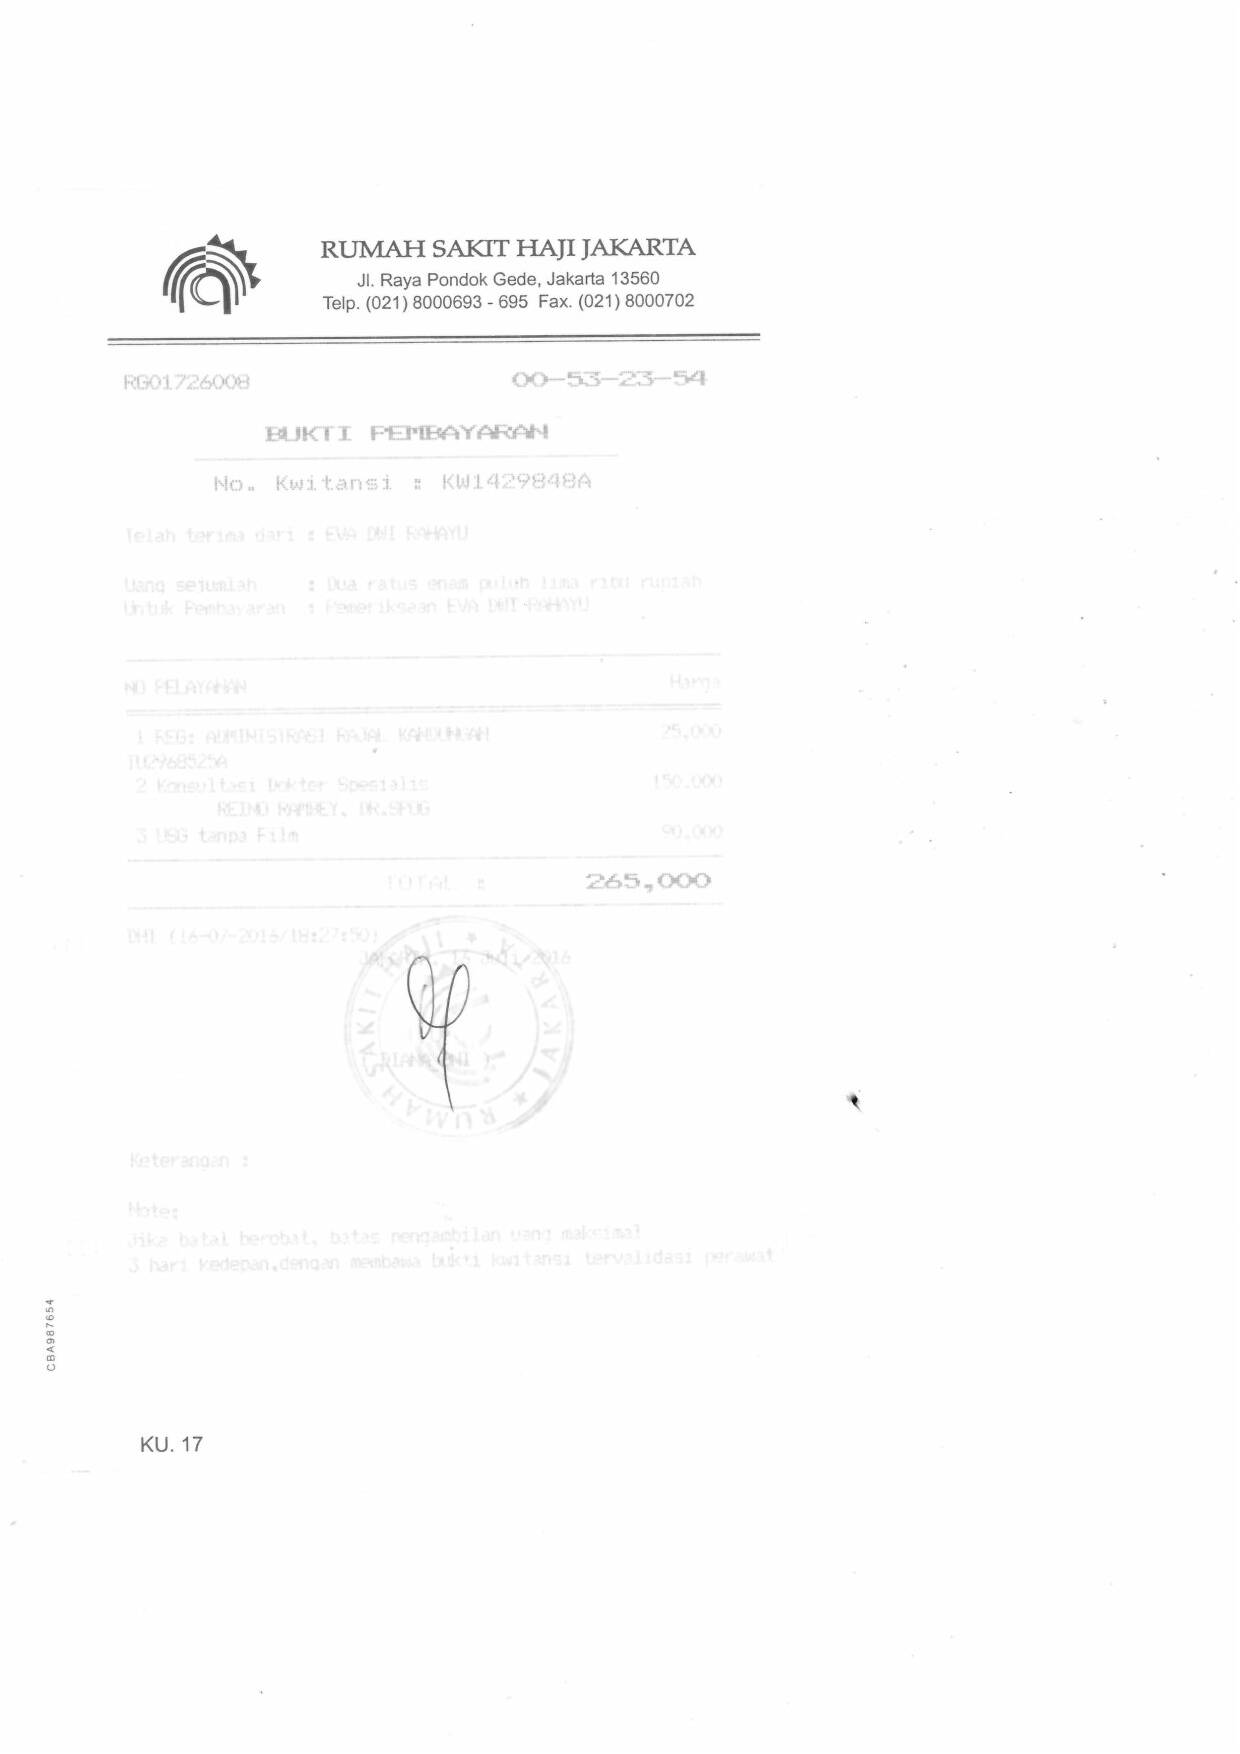 RUMAH SAKIT HAJI JAKARTA
Jl. Raya Pondok Gede, Jakarta 13560
Telp. (021) 8000693 - 695 Fax. (021) 8000702
RG01726008 00-53-23-54
BUKTI PEMBAYARAN
No. Kwitansi : KW1429848A
Telah terima dari : EVA DWI RAHAYU
Uang sejumlah : Dua ratus enam puluh lima ribu rupiah
Untuk Pembayaran : Pemeriksaan EVA DWI RAHAYU
NO PELAYANAN Harga
1 REG: ADMINISTRASI RAJAL KANDUNGAN 25,000
TU2968525A
2 Konsultasi Dokter Spesialis 150,000
REINO RAMBEY, DR.SPOG
3 USG tanpa Film 90,000
TOTAL : 265,000
DWI (16-07-2016/18:27:50)
JAKARTA, 16 Juli 2016
RUMAH SAKIT HAJI * JAKARTA *
Keterangan :
Note:
Jika batal berobat, batas pengambilan uang maksimal
3 hari kedepan,dengan membawa bukti kwitansi tervalidasi perawat
CBA987654
KU. 17